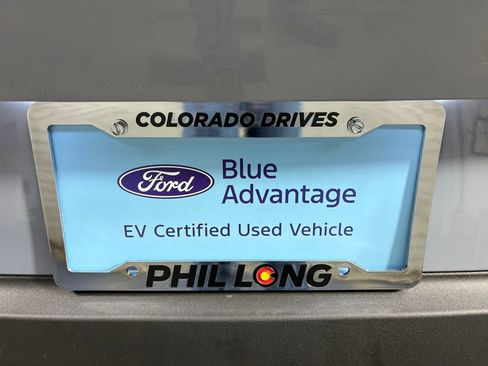 COLORADO DRIVES
Ford
Blue
Advantage
EV Certified Used Vehicle
PHIL LONG